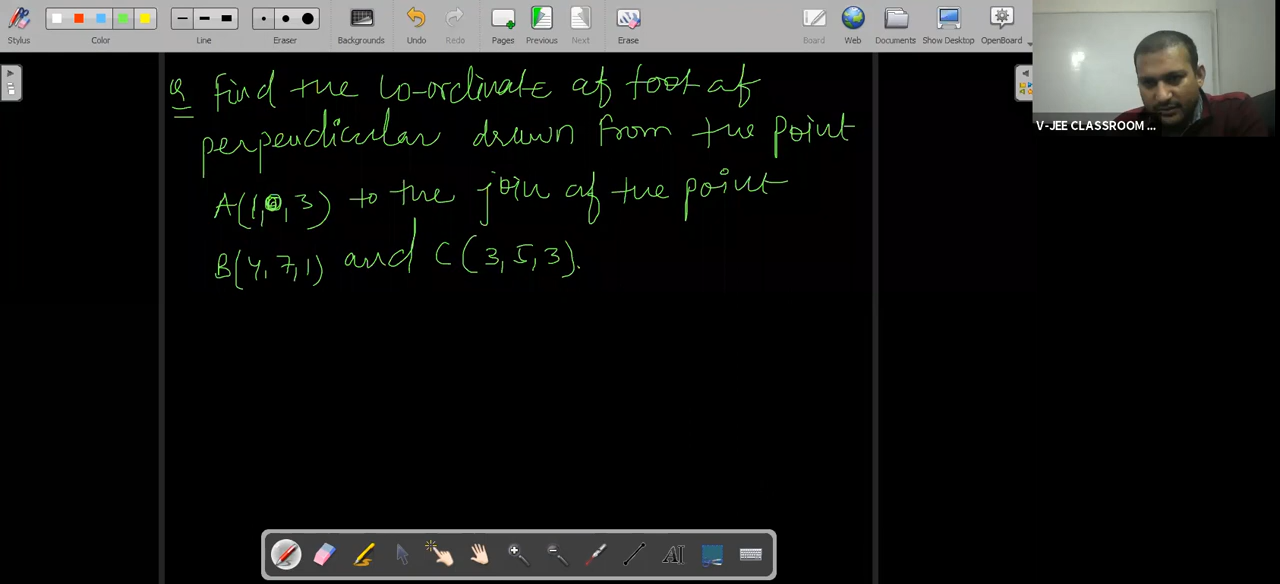 Stylus Color Line Eraser Backgrounds Undo Redo Pages Previous Next Erase Board Web Documents Show Desktop OpenBoard
V-JEE CLASSROOM ...
Q Find the co-ordinate of foot of
perpendicular drawn from the point
A(1, , 3) to the join of the point
B(4, 7, 1) and C(3, 5, 3).
AI